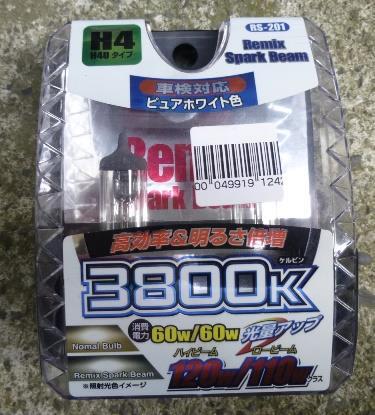 H4
H4U タイプ
RS-201
Remix
Spark Beam
車検対応
ピュアホワイト色
Remix
Spark Beam
00 049919 1242
高効率&明るさ倍増
ケルビン
3800K
消費
電力
60w/60w
光量アップ
ハイビーム
ロービーム
120w/110w
クラス
Nomal Bulb
Remix Spark Beam
※照射光色イメージ